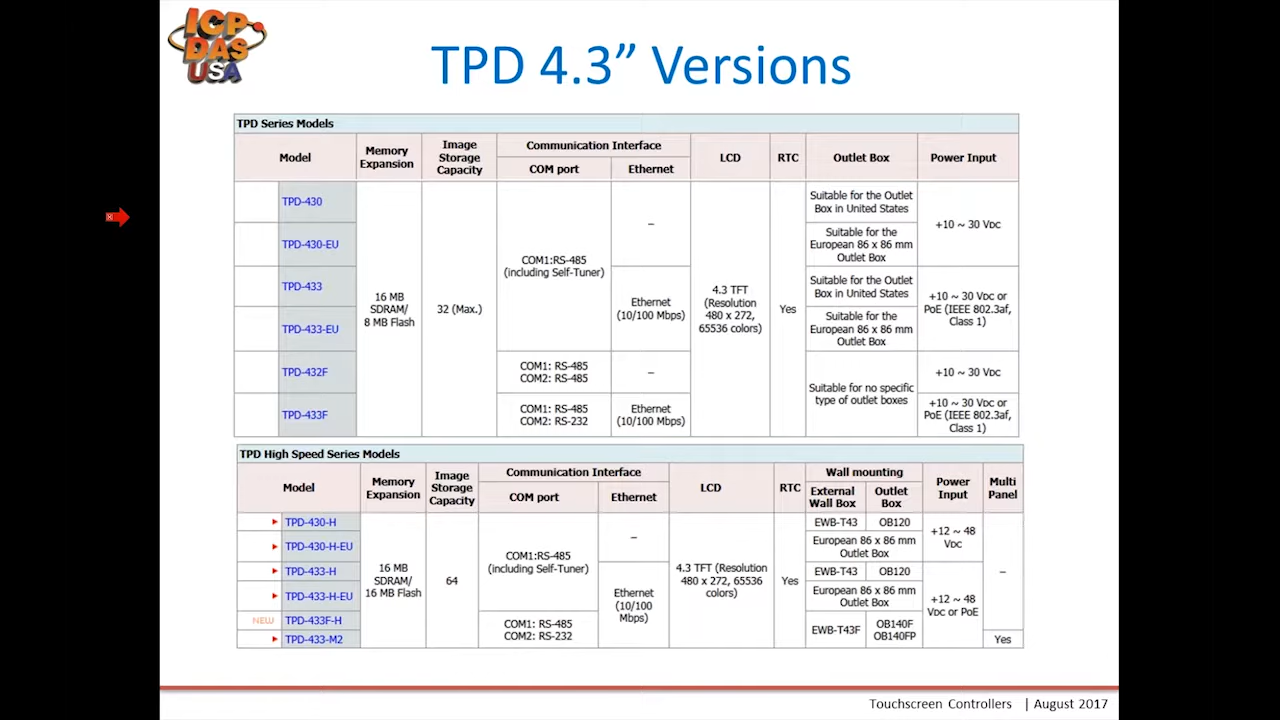 ICP
DAS
USA
TPD 4.3” Versions
TPD Series Models
Model
Memory
Expansion
Image
Storage
Capacity
Communication Interface
COM port
Ethernet
LCD
RTC
Outlet Box
Power Input
TPD-430
TPD-430-EU
TPD-433
TPD-433-EU
TPD-432F
TPD-433F
16 MB
SDRAM/
8 MB Flash
32 (Max.)
COM1:RS-485
(including Self-Tuner)
COM1: RS-485
COM2: RS-485
COM1: RS-485
COM2: RS-232
–
Ethernet
(10/100 Mbps)
–
Ethernet
(10/100 Mbps)
4.3 TFT
(Resolution
480 x 272,
65536 colors)
Yes
Suitable for the Outlet
Box in United States
Suitable for the
European 86 x 86 mm
Outlet Box
Suitable for the Outlet
Box in United States
Suitable for the
European 86 x 86 mm
Outlet Box
Suitable for no specific
type of outlet boxes
+10 ~ 30 VDC
+10 ~ 30 VDC or
PoE (IEEE 802.3af,
Class 1)
+10 ~ 30 VDC
+10 ~ 30 VDC or
PoE (IEEE 802.3af,
Class 1)
TPD High Speed Series Models
Model
Memory
Expansion
Image
Storage
Capacity
Communication Interface
COM port
Ethernet
LCD
RTC
Wall mounting
External
Wall Box
Outlet
Box
Power
Input
Multi
Panel
TPD-430-H
TPD-430-H-EU
TPD-433-H
TPD-433-H-EU
NEW TPD-433F-H
TPD-433-M2
16 MB
SDRAM/
16 MB Flash
64
COM1:RS-485
(including Self-Tuner)
COM1: RS-485
COM2: RS-232
–
Ethernet
(10/100
Mbps)
4.3 TFT (Resolution
480 x 272, 65536
colors)
Yes
EWB-T43 OB120
European 86 x 86 mm
Outlet Box
EWB-T43 OB120
European 86 x 86 mm
Outlet Box
EWB-T43F
OB140F
OB140FP
+12 ~ 48
VDC
+12 ~ 48
VDC or PoE
–
Yes
Touchscreen Controllers | August 2017